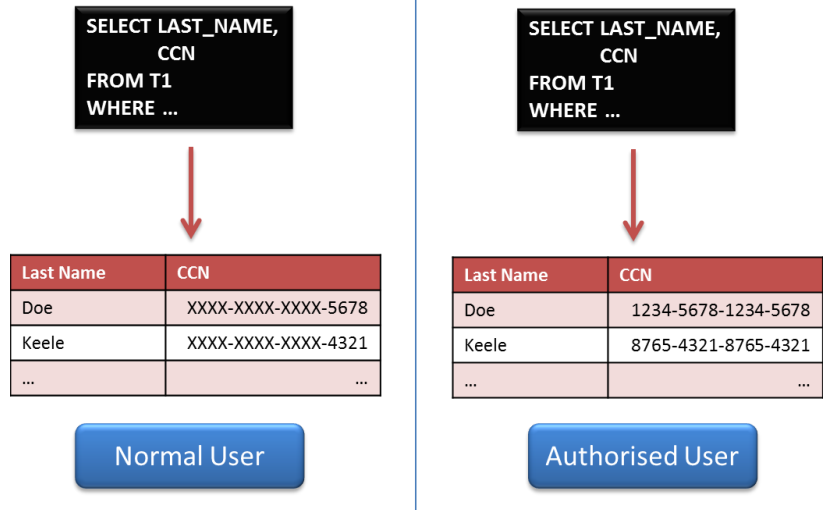 SELECT LAST_NAME,
CCN
FROM T1
WHERE ...
Last Name CCN
Doe XXXX-XXXX-XXXX-5678
Keele XXXX-XXXX-XXXX-4321
... ...
Normal User
SELECT LAST_NAME,
CCN
FROM T1
WHERE ...
Last Name CCN
Doe 1234-5678-1234-5678
Keele 8765-4321-8765-4321
... ...
Authorised User